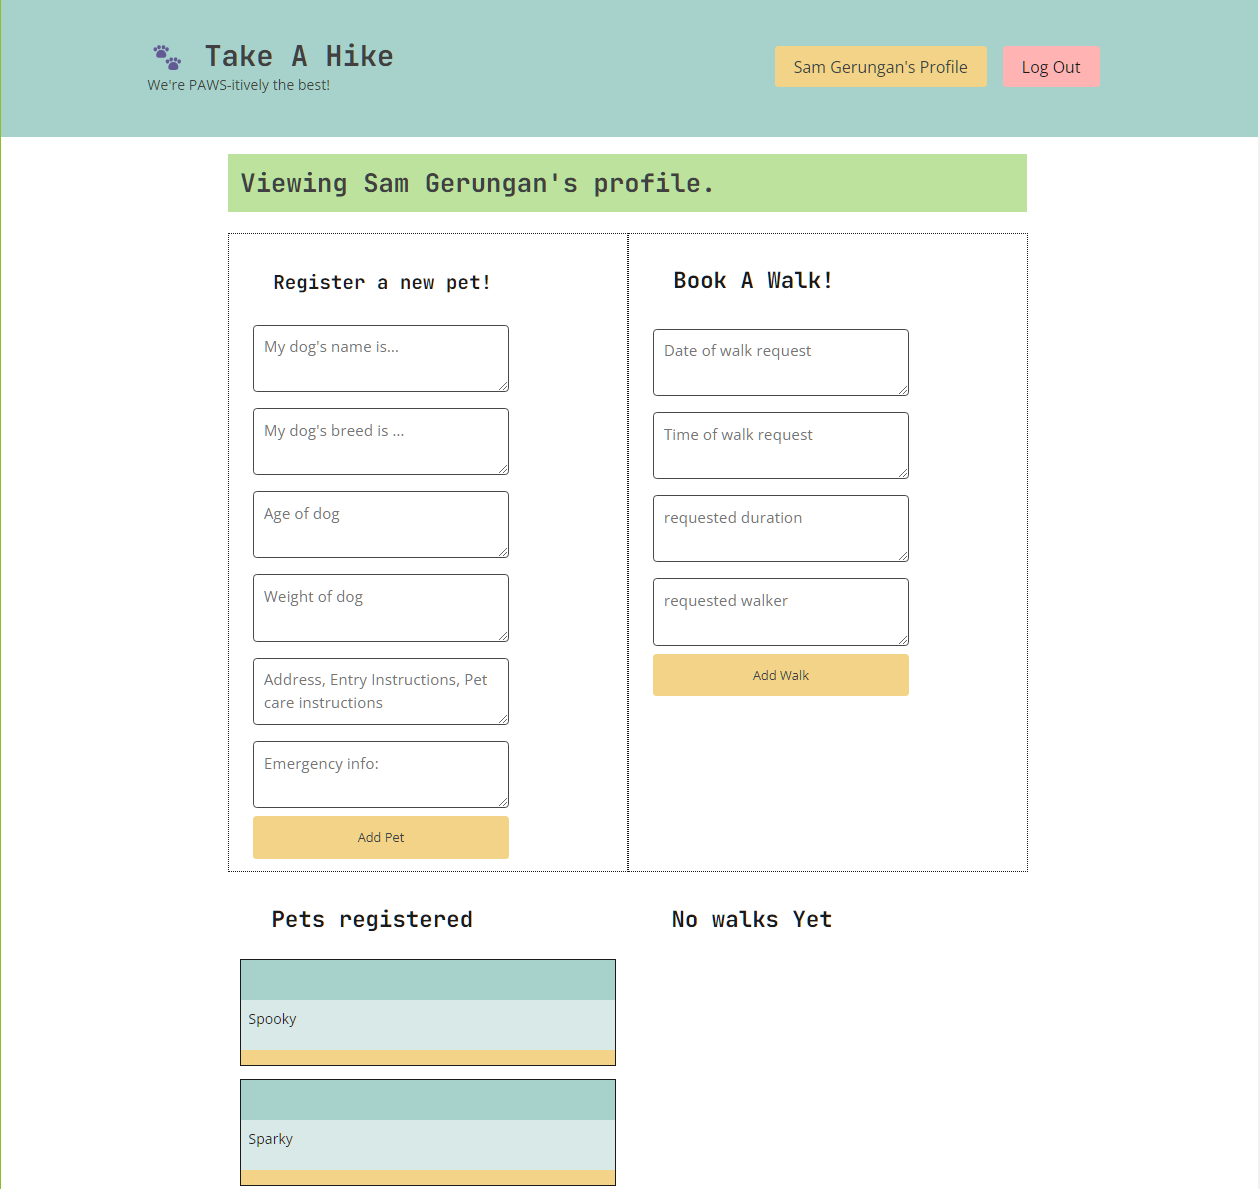 Take A Hike
We're PAWS-itively the best!
Sam Gerungan's Profile
Log Out
Viewing Sam Gerungan's profile.
Register a new pet!
My dog's name is...
My dog's breed is ...
Age of dog
Weight of dog
Address, Entry Instructions, Pet
care instructions
Emergency info:
Add Pet
Book A Walk!
Date of walk request
Time of walk request
requested duration
requested walker
Add Walk
Pets registered
Spooky
Sparky
No walks Yet